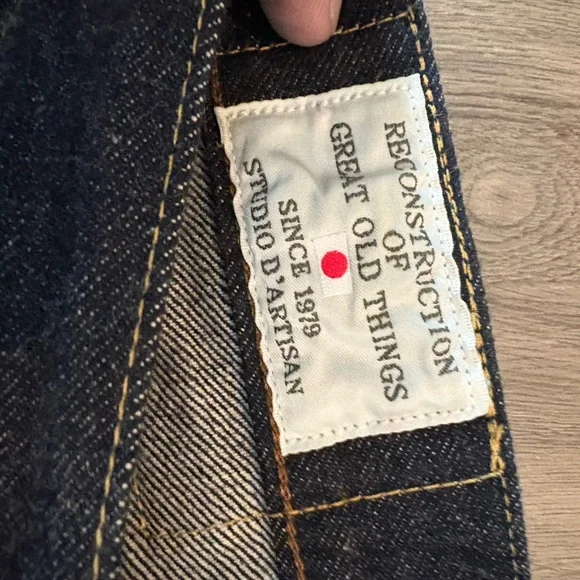 RECONSTRUCTION
OF
GREAT OLD THINGS
SINCE 1979
STUDIO D'ARTISAN